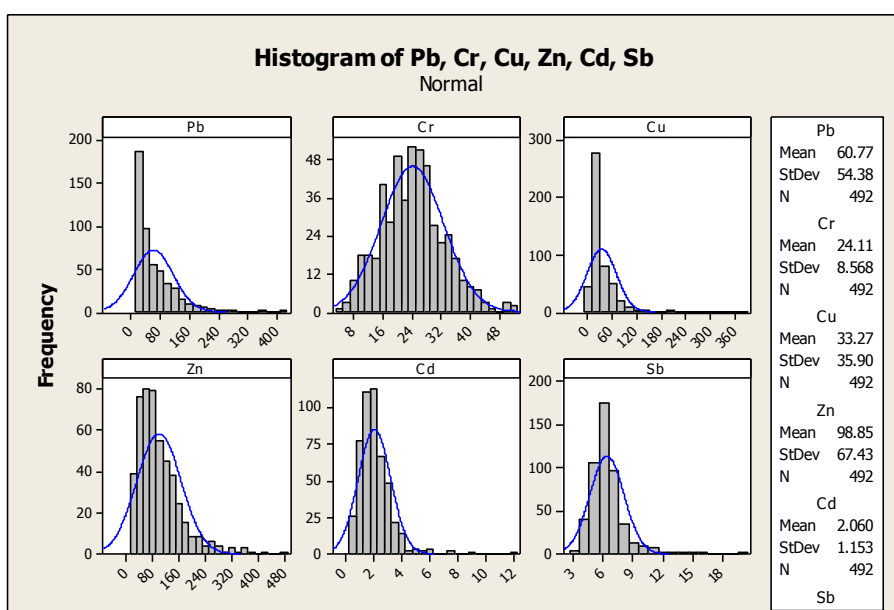 Histogram of Pb, Cr, Cu, Zn, Cd, Sb
Normal
Frequency
Pb
200
150
100
50
0
0 80 160 240 320 400
Cr
48
36
24
12
0
8 16 24 32 40 48
Cu
300
200
100
0
0 60 120 180 240 300 360
Zn
80
60
40
20
0
0 80 160 240 320 400 480
Cd
100
75
50
25
0
0 2 4 6 8 10 12
Sb
200
150
100
50
0
3 6 9 12 15 18
Pb
Mean 60.77
StDev 54.38
N 492
Cr
Mean 24.11
StDev 8.568
N 492
Cu
Mean 33.27
StDev 35.90
N 492
Zn
Mean 98.85
StDev 67.43
N 492
Cd
Mean 2.060
StDev 1.153
N 492
Sb